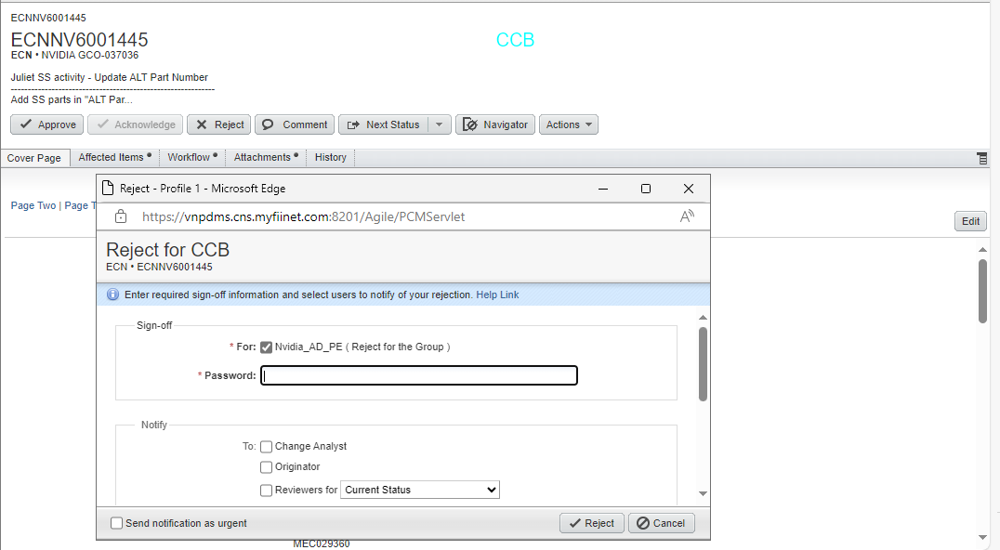 ECNNV6001445
ECNNV6001445
CCB
ECN • NVIDIA GCO-037036
Juliet SS activity - Update ALT Part Number
------------------------------------------------------------
Add SS parts in "ALT Par...
Approve Acknowledge Reject Comment Next Status Navigator Actions
Cover Page Affected Items • Workflow • Attachments • History
Reject - Profile 1 - Microsoft Edge
https://vnpdms.cns.myfiinet.com:8201/Agile/PCMServlet
Page Two | Page T
Edit
Reject for CCB
ECN • ECNNV6001445
Enter required sign-off information and select users to notify of your rejection. Help Link
Sign-off
* For: Nvidia_AD_PE ( Reject for the Group )
* Password:
Notify
To: Change Analyst
Originator
Reviewers for Current Status
Send notification as urgent Reject Cancel
MEC029360